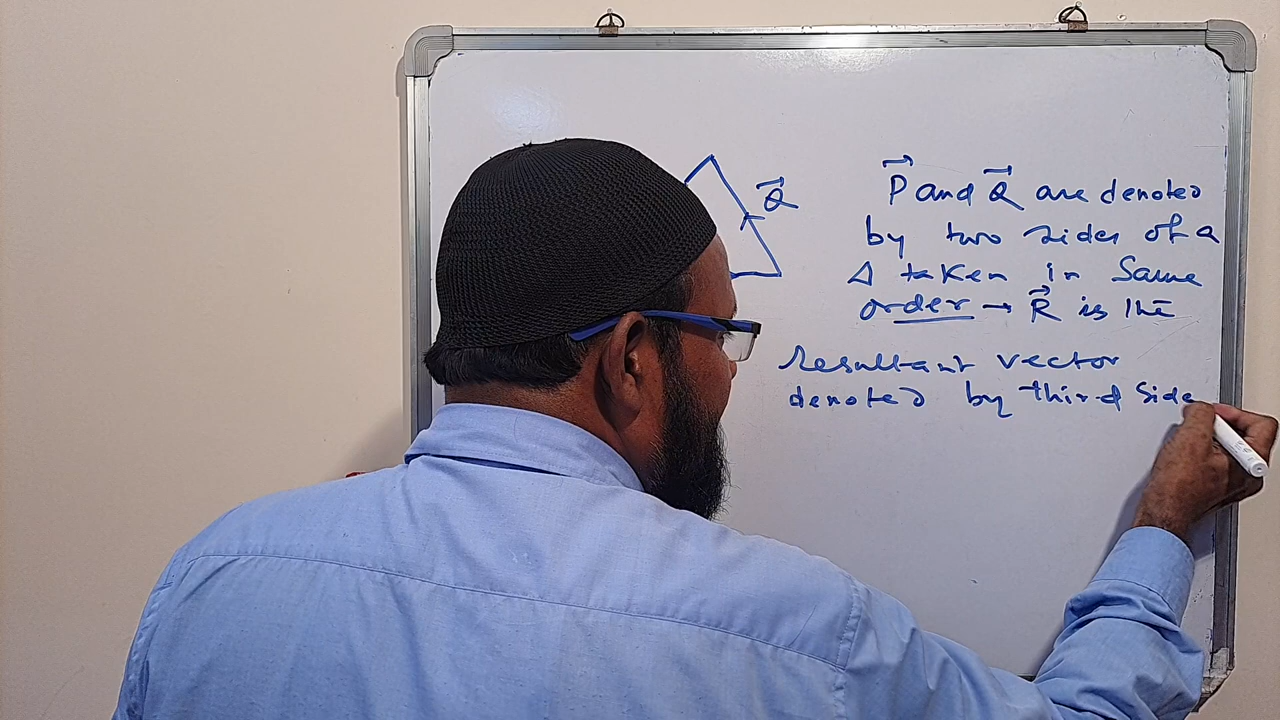 Q⃗
P⃗ and Q⃗ are denoted
by two sides of a
Δ taken in Same
order → R⃗ is the
resultant vector
denoted by third side